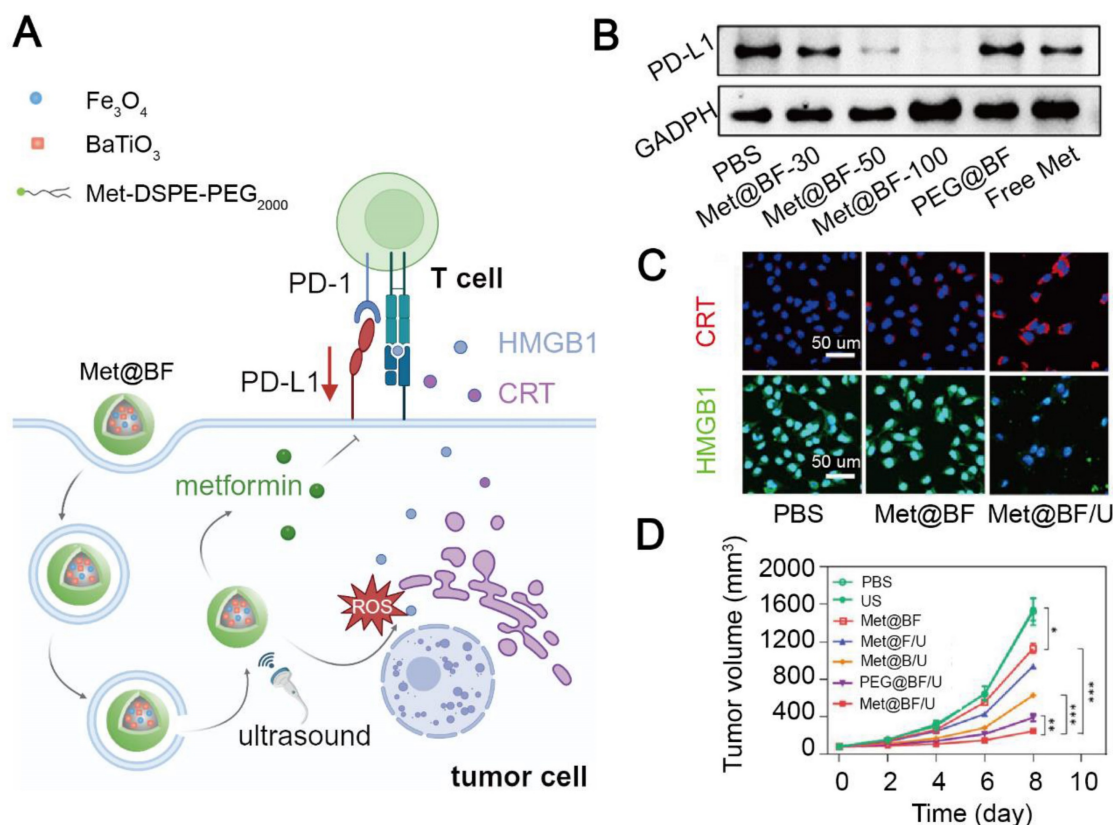 A
Fe3O4
BaTiO3
Met-DSPE-PEG2000
PD-1
T cell
HMGB1
PD-L1
CRT
Met@BF
metformin
ROS
ultrasound
tumor cell
B
PD-L1
GADPH
PBS
Met@BF-30
Met@BF-50
Met@BF-100
PEG@BF
Free Met
C
CRT
50 um
HMGB1
50 um
PBS
Met@BF
Met@BF/U
D
Tumor volume (mm³)
2000
1600
1200
800
400
0
PBS
US
Met@BF
Met@F/U
Met@B/U
PEG@BF/U
Met@BF/U
*
**
***
***
0 2 4 6 8 10
Time (day)